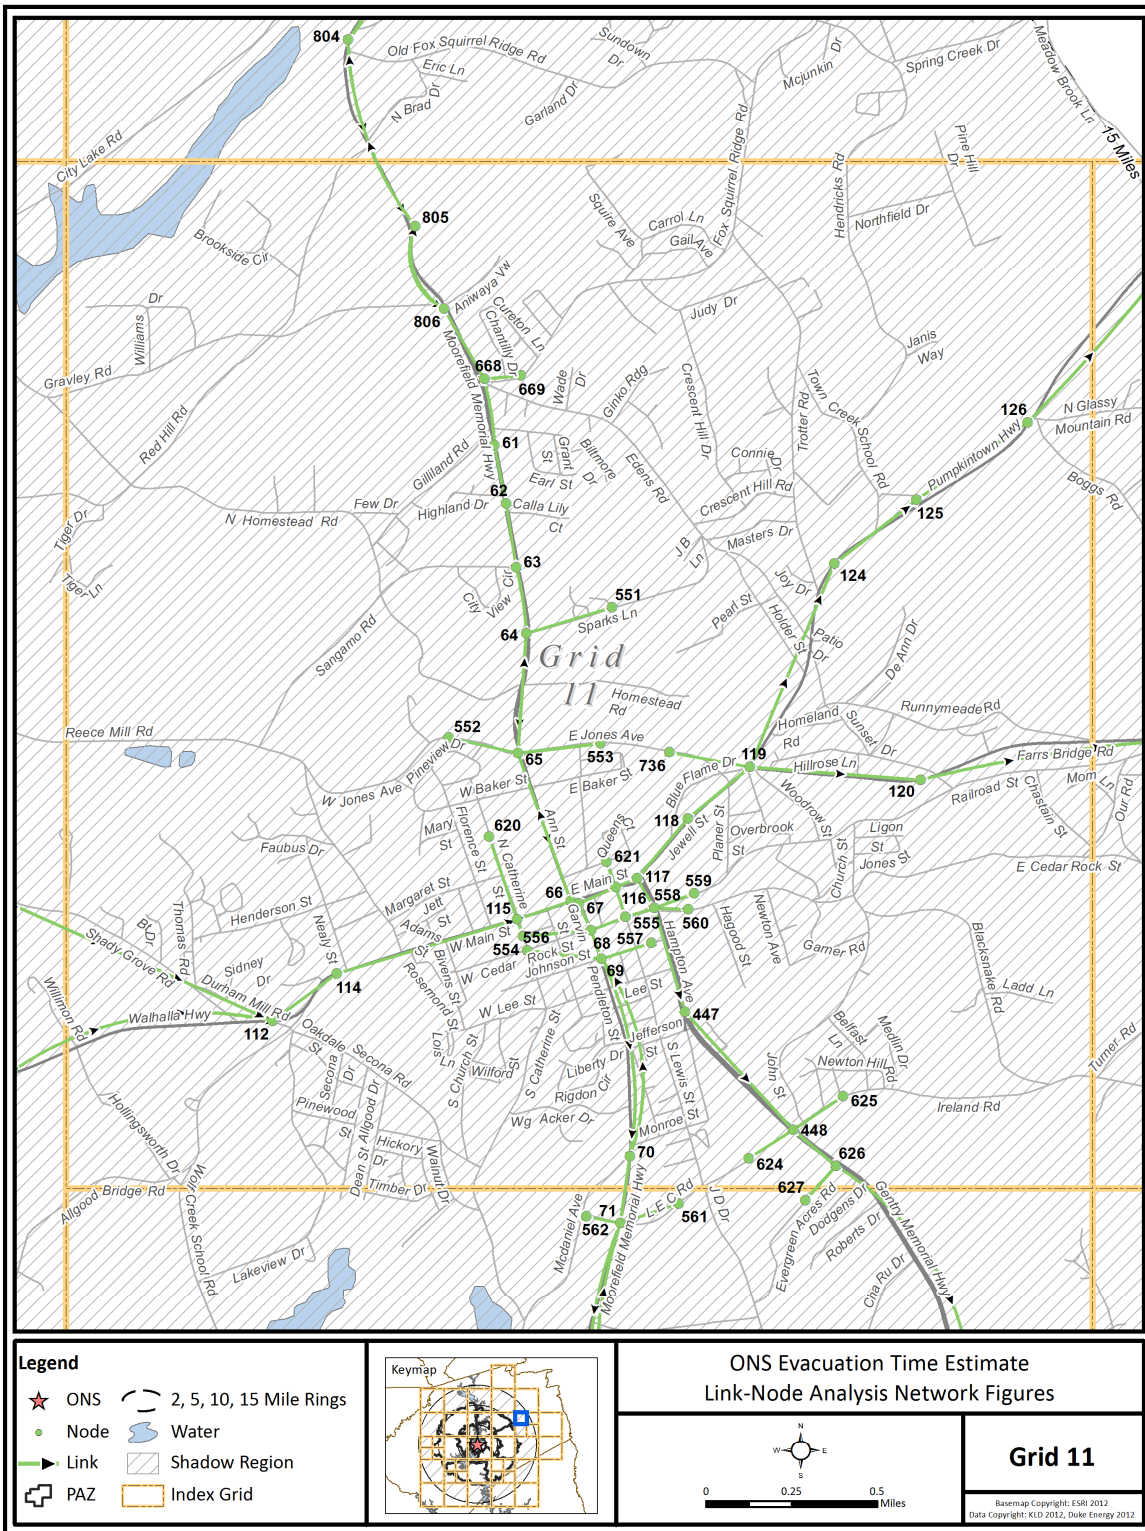 804
Old Fox Squirrel Ridge Rd
Sundown
Dr
Eric Ln
N Brad Dr
Garland Dr
Mcjunkin Dr
Spring Creek Dr
Meadow Brook Ln
15 Miles
City Lake Rd
Fox Squirrel Ridge Rd
Hendricks Rd
Pine Hill
Dr
Squire Ave
Carrol Ln
Gail Ave
Northfield Dr
805
Brookside Cir
Aniwaya Vw
806
Cureton Ln
Chantilly Dr
Dr
Williams
Judy Dr
Janis
Way
Gravley Rd
668
669
Moorefield Memorial Hwy
Wade
Dr
Ginko Rdg
Crescent Hill Dr
Trotter Rd
Town Creek School Rd
126
N Glassy
Mountain Rd
Red Hill Rd
61
Gilliland Rd
Grant
St
Biltmore
Dr
Earl St
Edens Rd
Connie Dr
Pumpkintown Hwy
Boggs Rd
62
Few Dr
Highland Dr
Calla Lily
Ct
Crescent Hill Rd
N Homestead Rd
125
Tiger Dr
Masters Dr
J B
Ln
63
124
Tiger Ln
City
View
Cir
551
Sparks Ln
Joy Dr
Pearl St
Holder St
Patio
Dr
De Ann Dr
64
Sangamo Rd
Grid
11
Homestead
Rd
Homeland
Rd
Sunset Dr
Runnymeade Rd
Reece Mill Rd
552
Pineview Dr
65
E Jones Ave
553
736
119
Farrs Bridge Rd
Hillrose Ln
Flame Dr
Blue
120
W Jones Ave
W Baker St
E Baker St
Railroad St
Mom
Ln
Chastain St
Our Rd
Woodrow St
Mary
St
Florence St
620
N Catherine
St
Ann St
Queens
Ct
118
Jewell St
Planer St
Overbrook
St
Church St
Ligon
St
Jones St
E Cedar Rock St
Faubus Dr
621
E Main St
117
559
Margaret St
Jett
St
Adams
St
66
67
116
558
560
115
Garvin
St
555
Henderson St
W Main St
556
554
68
557
Hampton Ave
Hagood St
Newton Ave
Garner Rd
Nealy St
Thomas Rd
Bt Dr
Shady Grove Rd
Sidney
Dr
W Cedar Rock St
Johnson St
69
Bivens St
Rosemond St
Blacksnake Rd
Ladd Ln
114
Durham Mill Rd
Willimon Rd
Walhalla Hwy
112
W Lee St
Pendleton St
Lee St
447
Oakdale
St
Secona Rd
Lois
Ln
S Church St
Wilford
St
S Catherine St
Jefferson
St
Liberty Dr
Rigdon
Cir
S Lewis St
John St
Belfast
Ln
Medlin Dr
Newton Hill Rd
Turner Rd
Secona
Dr
Pinewood
St
Allgood Dr
Dean St
Hollingsworth Dr
Wg Acker Dr
Monroe St
625
Ireland Rd
448
Hickory
Dr
Walnut Dr
Timber Dr
70
624
626
627
Allgood Bridge Rd
Wolf Creek School Rd
Mcdaniel Ave
71
562
L E C Rd
561
J D Dr
Moorefield Memorial Hwy
Evergreen Acres Rd
Dodgens Dr
Roberts Dr
Gentry Memorial Hwy
Cha Ru Dr
Lakeview Dr
Legend
ONS
2, 5, 10, 15 Mile Rings
Node
Water
Link
Shadow Region
PAZ
Index Grid
Keymap
ONS Evacuation Time Estimate
Link-Node Analysis Network Figures
N
W
E
S
0
0.25
0.5
Miles
Grid 11
Basemap Copyright: ESRI 2012
Data Copyright: KLD 2012, Duke Energy 2012